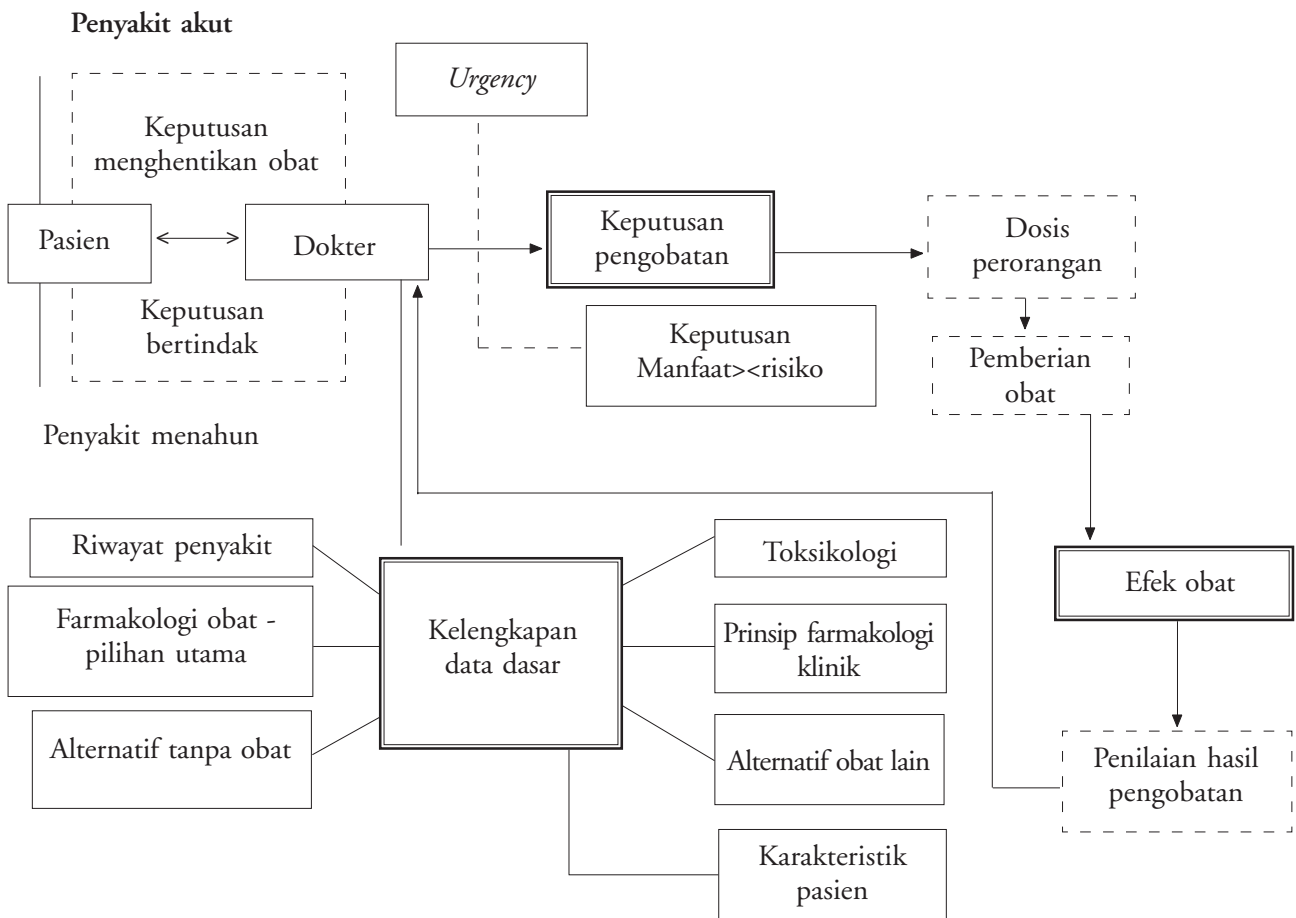 Penyakit akut
Urgency
Keputusan
menghentikan obat
Pasien
Dokter
Keputusan
pengobatan
Dosis
perorangan
Keputusan
bertindak
Keputusan
Manfaat><risiko
Pemberian
obat
Penyakit menahun
Riwayat penyakit
Farmakologi obat -
pilihan utama
Alternatif tanpa obat
Kelengkapan
data dasar
Toksikologi
Prinsip farmakologi
klinik
Alternatif obat lain
Karakteristik
pasien
Efek obat
Penilaian hasil
pengobatan